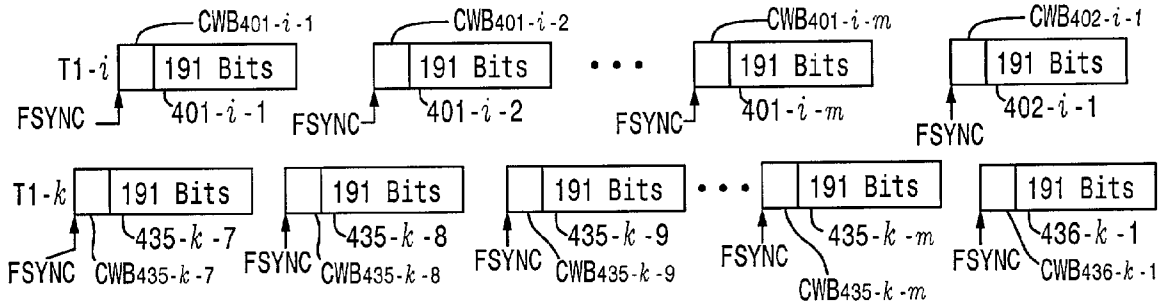 CWB401-i-1 CWB401-i-2 CWB401-i-m CWB402-i-1
T1-i 191 Bits 191 Bits • • • 191 Bits 191 Bits
401-i-1 401-i-2 401-i-m 402-i-1
FSYNC FSYNC FSYNC FSYNC
T1-k 191 Bits 191 Bits 191 Bits • • • 191 Bits 191 Bits
435-k-7 435-k-8 435-k-9 435-k-m 436-k-1
FSYNC FSYNC FSYNC FSYNC FSYNC
CWB435-k-7 CWB435-k-8 CWB435-k-9 CWB435-k-m CWB436-k-1